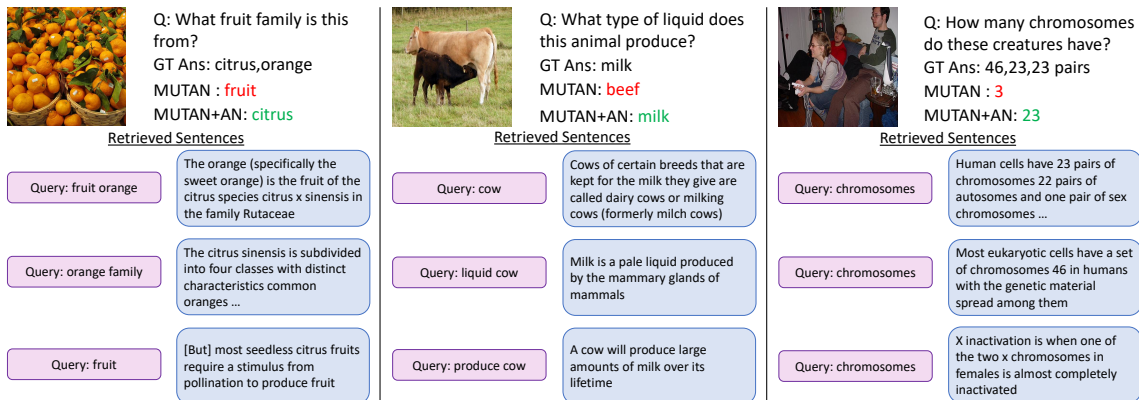 Q: What fruit family is this
from?
GT Ans: citrus,orange
MUTAN : fruit
MUTAN+AN: citrus
Retrieved Sentences
Query: fruit orange
The orange (specifically the
sweet orange) is the fruit of the
citrus species citrus x sinensis in
the family Rutaceae
Query: orange family
The citrus sinensis is subdivided
into four classes with distinct
characteristics common
oranges ...
Query: fruit
[But] most seedless citrus fruits
require a stimulus from
pollination to produce fruit
Q: What type of liquid does
this animal produce?
GT Ans: milk
MUTAN: beef
MUTAN+AN: milk
Retrieved Sentences
Query: cow
Cows of certain breeds that are
kept for the milk they give are
called dairy cows or milking
cows (formerly milch cows)
Query: liquid cow
Milk is a pale liquid produced
by the mammary glands of
mammals
Query: produce cow
A cow will produce large
amounts of milk over its
lifetime
Q: How many chromosomes
do these creatures have?
GT Ans: 46,23,23 pairs
MUTAN : 3
MUTAN+AN: 23
Retrieved Sentences
Query: chromosomes
Human cells have 23 pairs of
chromosomes 22 pairs of
autosomes and one pair of sex
chromosomes ...
Query: chromosomes
Most eukaryotic cells have a set
of chromosomes 46 in humans
with the genetic material
spread among them
Query: chromosomes
X inactivation is when one of
the two x chromosomes in
females is almost completely
inactivated